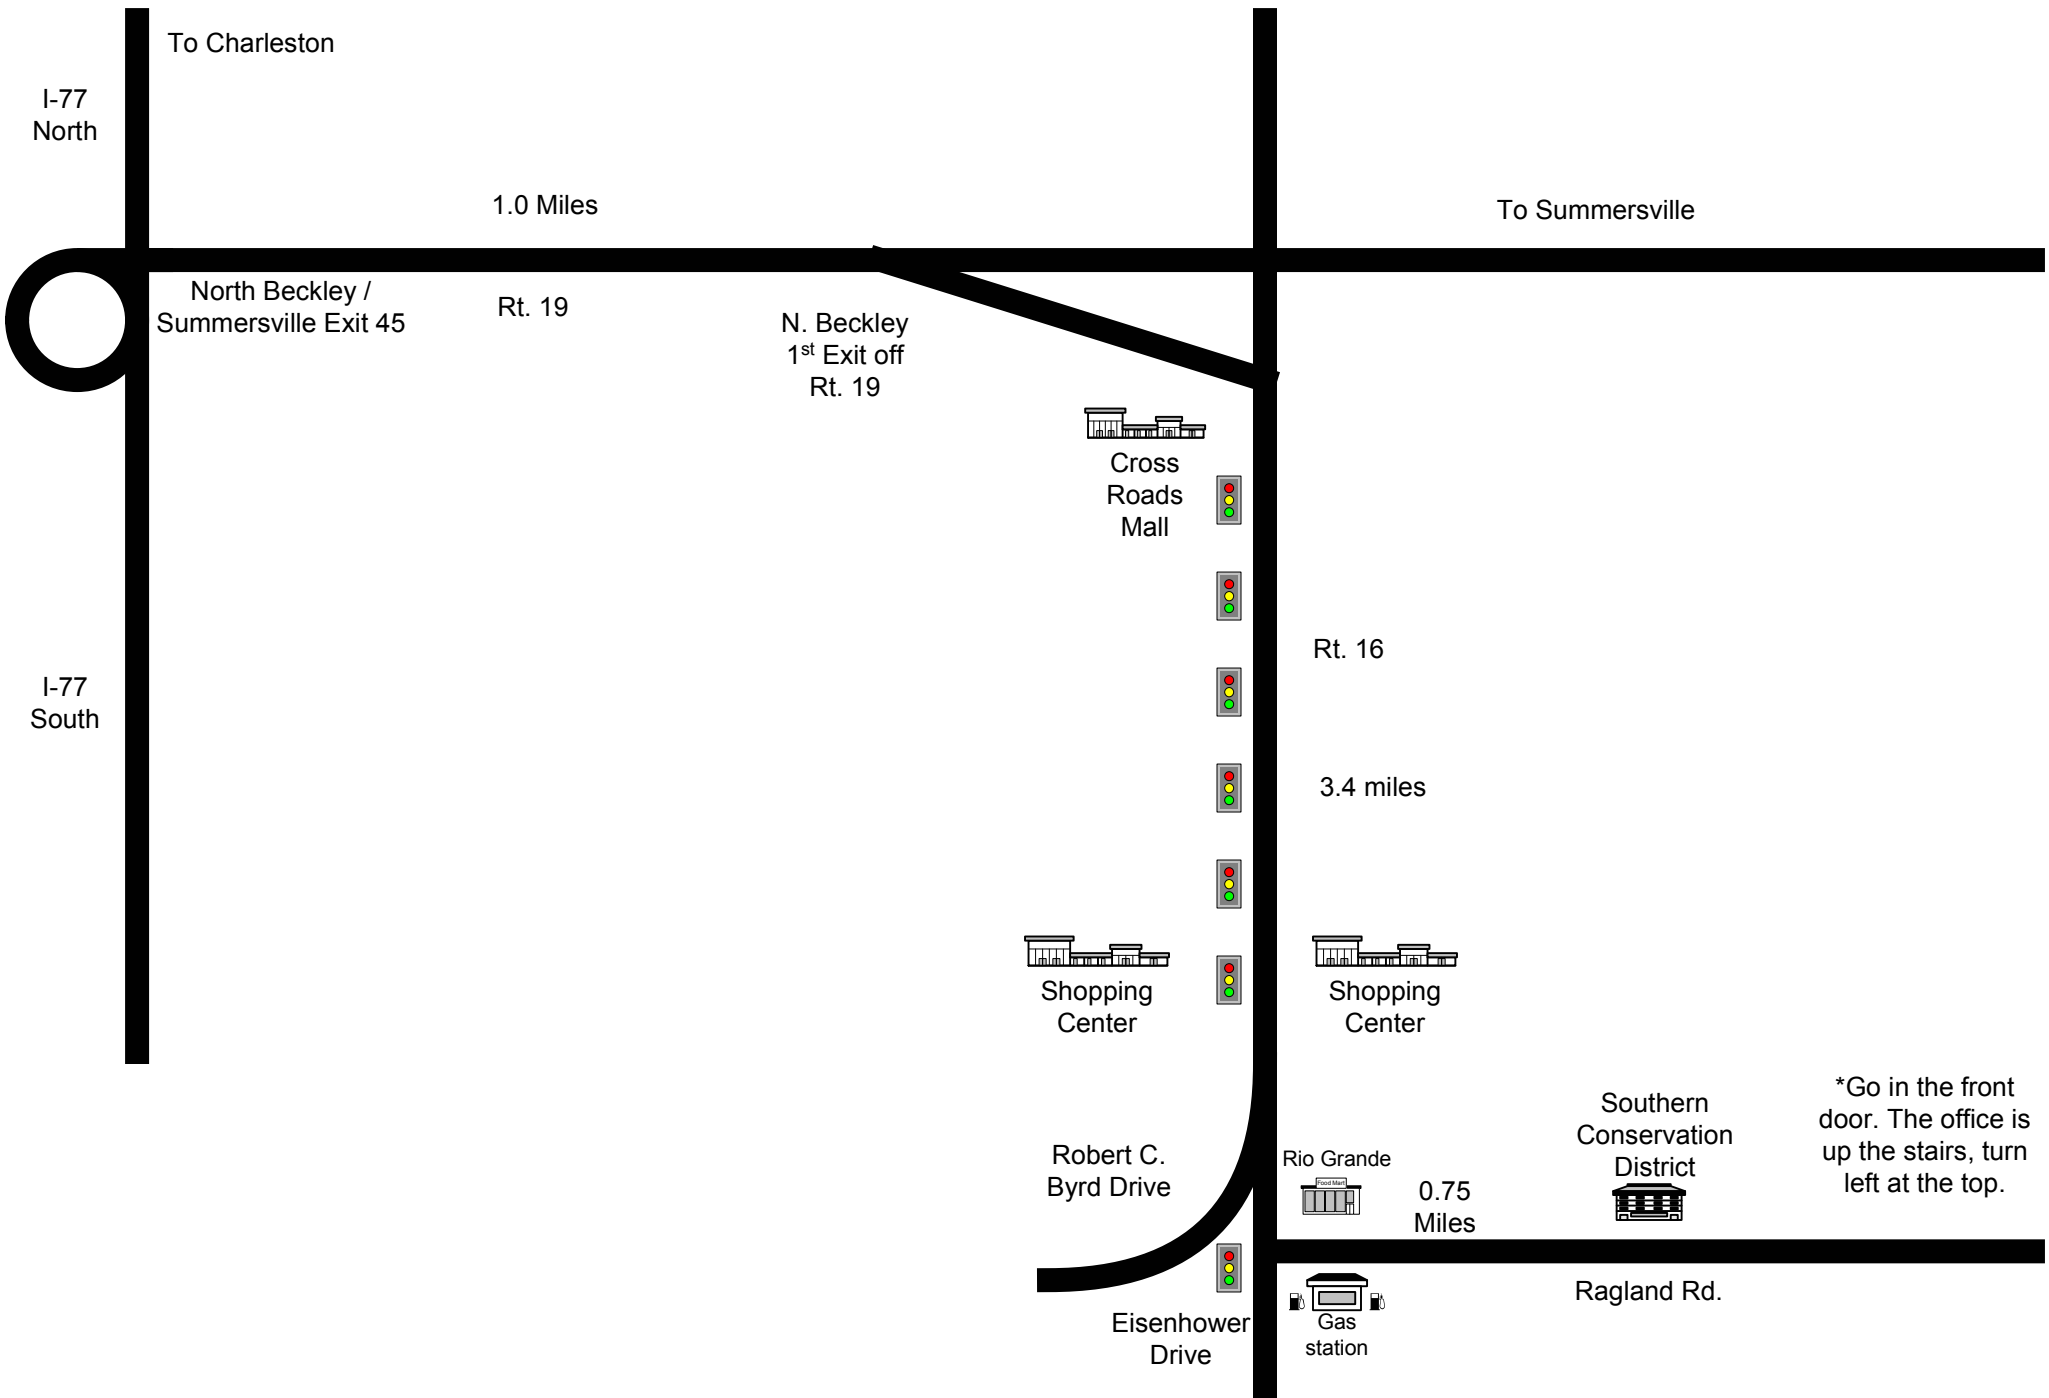 To Charleston
I-77
North
1.0 Miles
To Summersville
North Beckley /
Summersville Exit 45
Rt. 19
N. Beckley
1st Exit off
Rt. 19
Cross
Roads
Mall
Rt. 16
I-77
South
3.4 miles
Shopping
Center
Shopping
Center
Robert C.
Byrd Drive
Rio Grande
Food Mart
0.75
Miles
Southern
Conservation
District
*Go in the front
door. The office is
up the stairs, turn
left at the top.
Ragland Rd.
Eisenhower
Drive
Gas
station